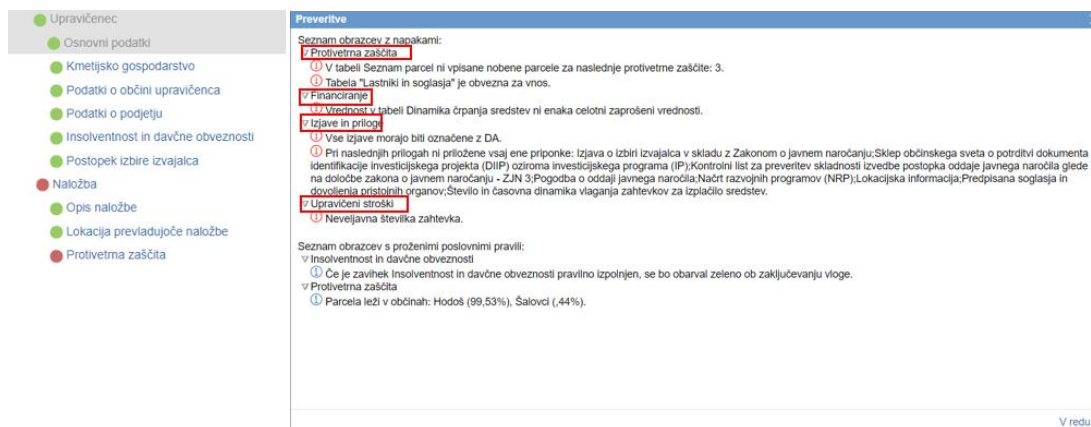 Upravičenec
Osnovni podatki
Kmetijsko gospodarstvo
Podatki o občini upravičenca
Podatki o podjetju
Insolventnost in davčne obveznosti
Postopek izbire izvajalca
Naložba
Opis naložbe
Lokacija prevladujoče naložbe
Protivetrna zaščita
Preveritve
Seznam obrazcev z napakami:
Protivetrna zaščita
V tabeli Seznam parcel ni vpisane nobene parcele za naslednje protivetrne zaščite: 3.
Tabela "Lastniki in soglasja" je obvezna za vnos.
Financiranje
Vrednost v tabeli Dinamika črpanja sredstev ni enaka celotni zaprošeni vrednosti.
Izjave in priloge
Vse izjave morajo biti označene z DA.
Pri naslednjih prilogah ni priložene vsaj ene priponke: Izjava o izbiri izvajalca v skladu z Zakonom o javnem naročanju;Sklep občinskega sveta o potrditvi dokumenta
identifikacije investicijskega projekta (DIIP) oziroma investicijskega programa (IP);Kontrolni list za preveritev skladnosti izvedbe postopka oddaje javnega naročila glede
na določbe zakona o javnem naročanju - ZJN 3;Pogodba o oddaji javnega naročila;Načrt razvojnih programov (NRP);Lokacijska informacija;Predpisana soglasja in
dovoljenja pristojnih organov;Število in časovna dinamika vlaganja zahtevkov za izplačilo sredstev.
Upravičeni stroški
Neveljavna številka zahtevka.
Seznam obrazcev s proženimi poslovnimi pravili:
Insolventnost in davčne obveznosti
Če je zavihek Insolventnost in davčne obveznosti pravilno izpolnjen, se bo obarval zeleno ob zaključevanju vloge.
Protivetrna zaščita
Parcela leži v občinah: Hodoš (99,53%), Šalovci (,44%).
V redu